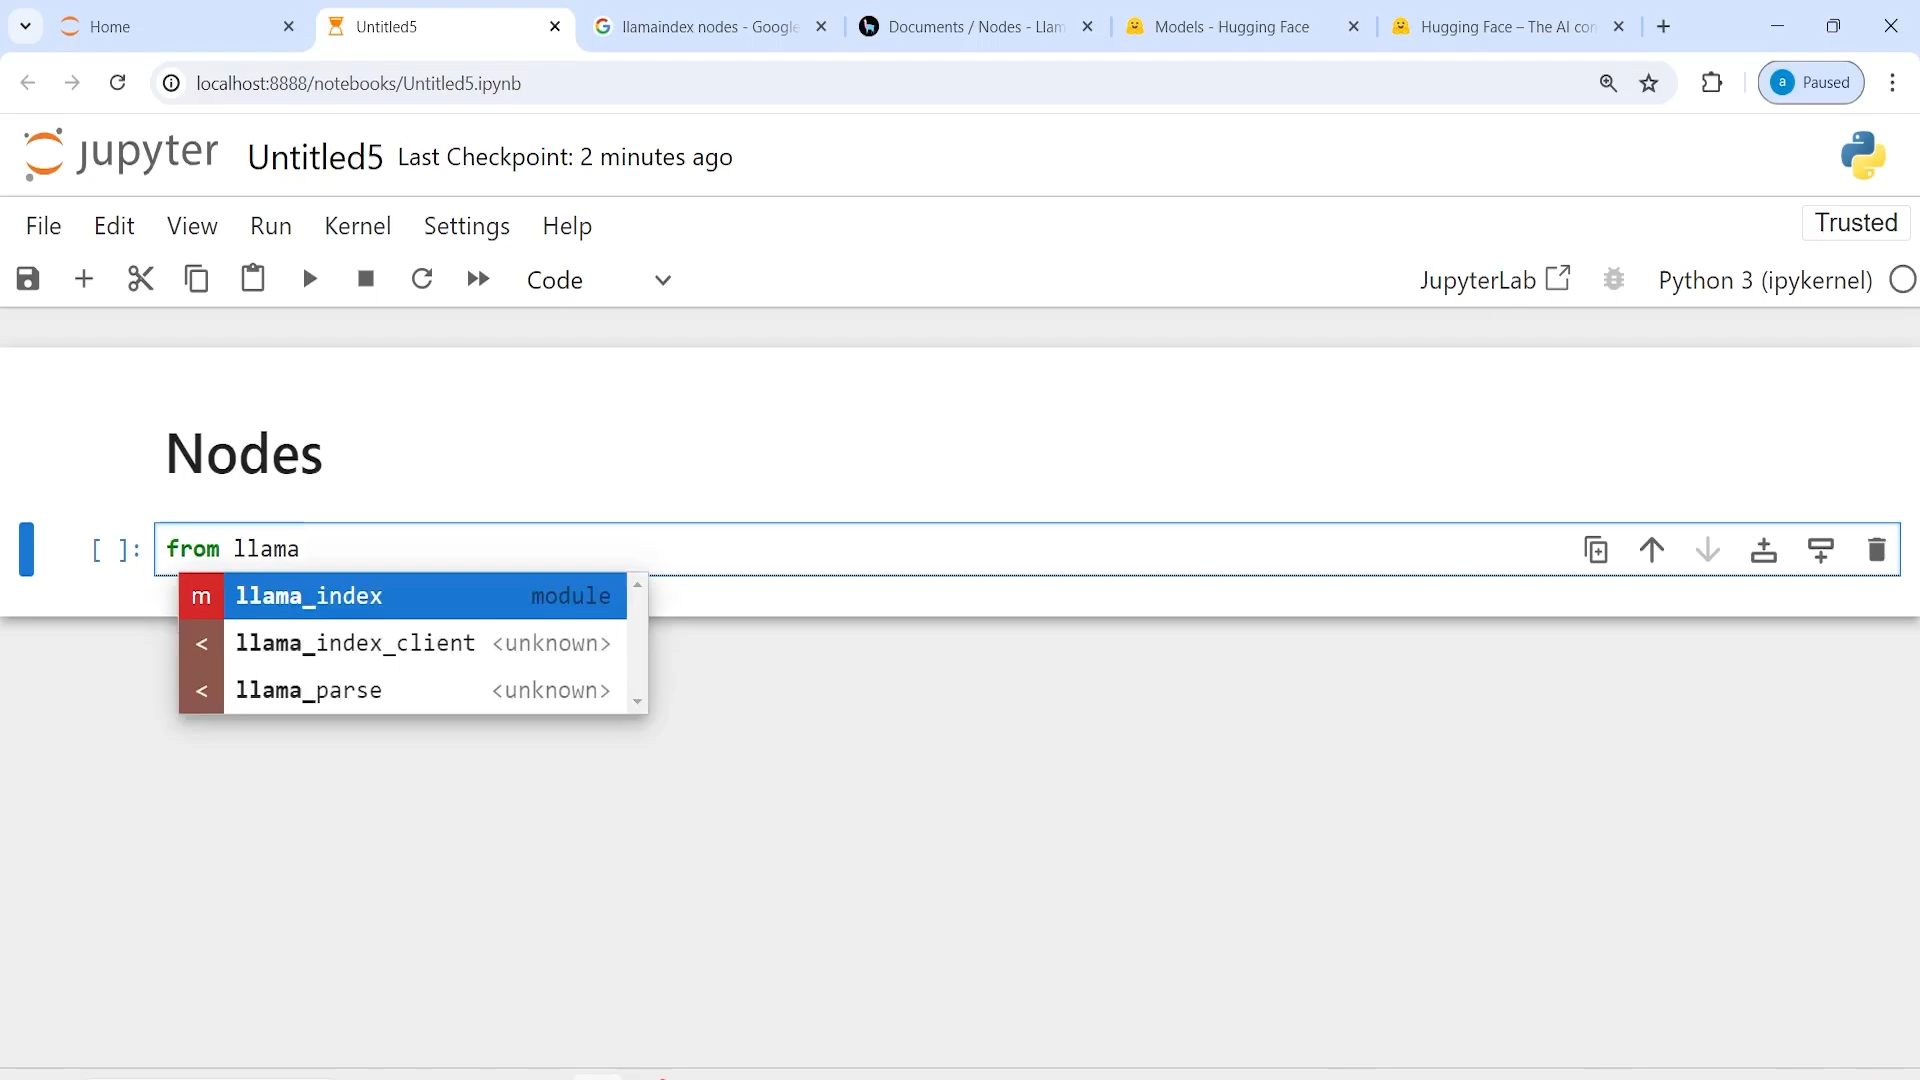 Home
Untitled5
llamaindex nodes - Google
Documents / Nodes - Llam
Models - Hugging Face
Hugging Face – The AI con
localhost:8888/notebooks/Untitled5.ipynb
a Paused
jupyter Untitled5 Last Checkpoint: 2 minutes ago
File Edit View Run Kernel Settings Help Trusted
Code JupyterLab Python 3 (ipykernel)
Nodes
[ ]: from llama
m llama_index module
< llama_index_client <unknown>
< llama_parse <unknown>